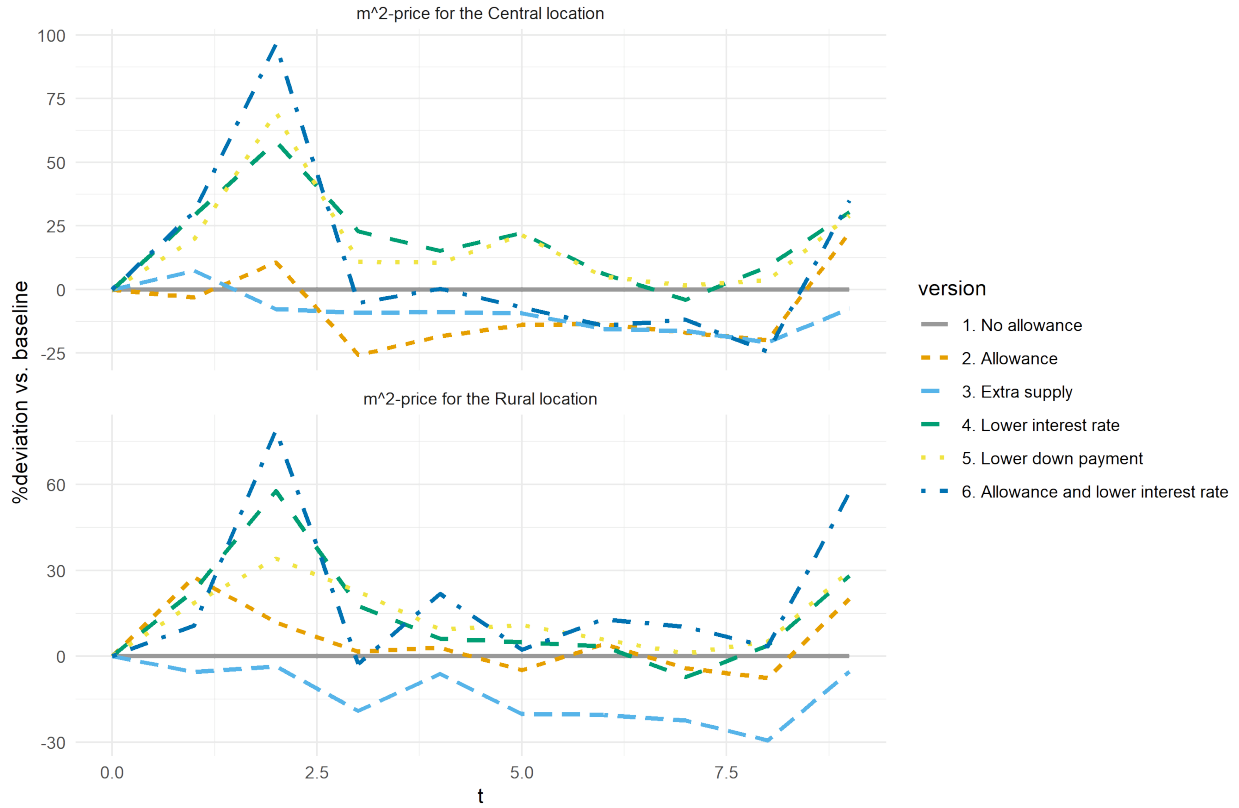 m^2-price for the Central location
100
75
50
25
0
-25
m^2-price for the Rural location
60
30
0
-30
0.0
2.5
5.0
7.5
t
%deviation vs. baseline
version
1. No allowance
2. Allowance
3. Extra supply
4. Lower interest rate
5. Lower down payment
6. Allowance and lower interest rate